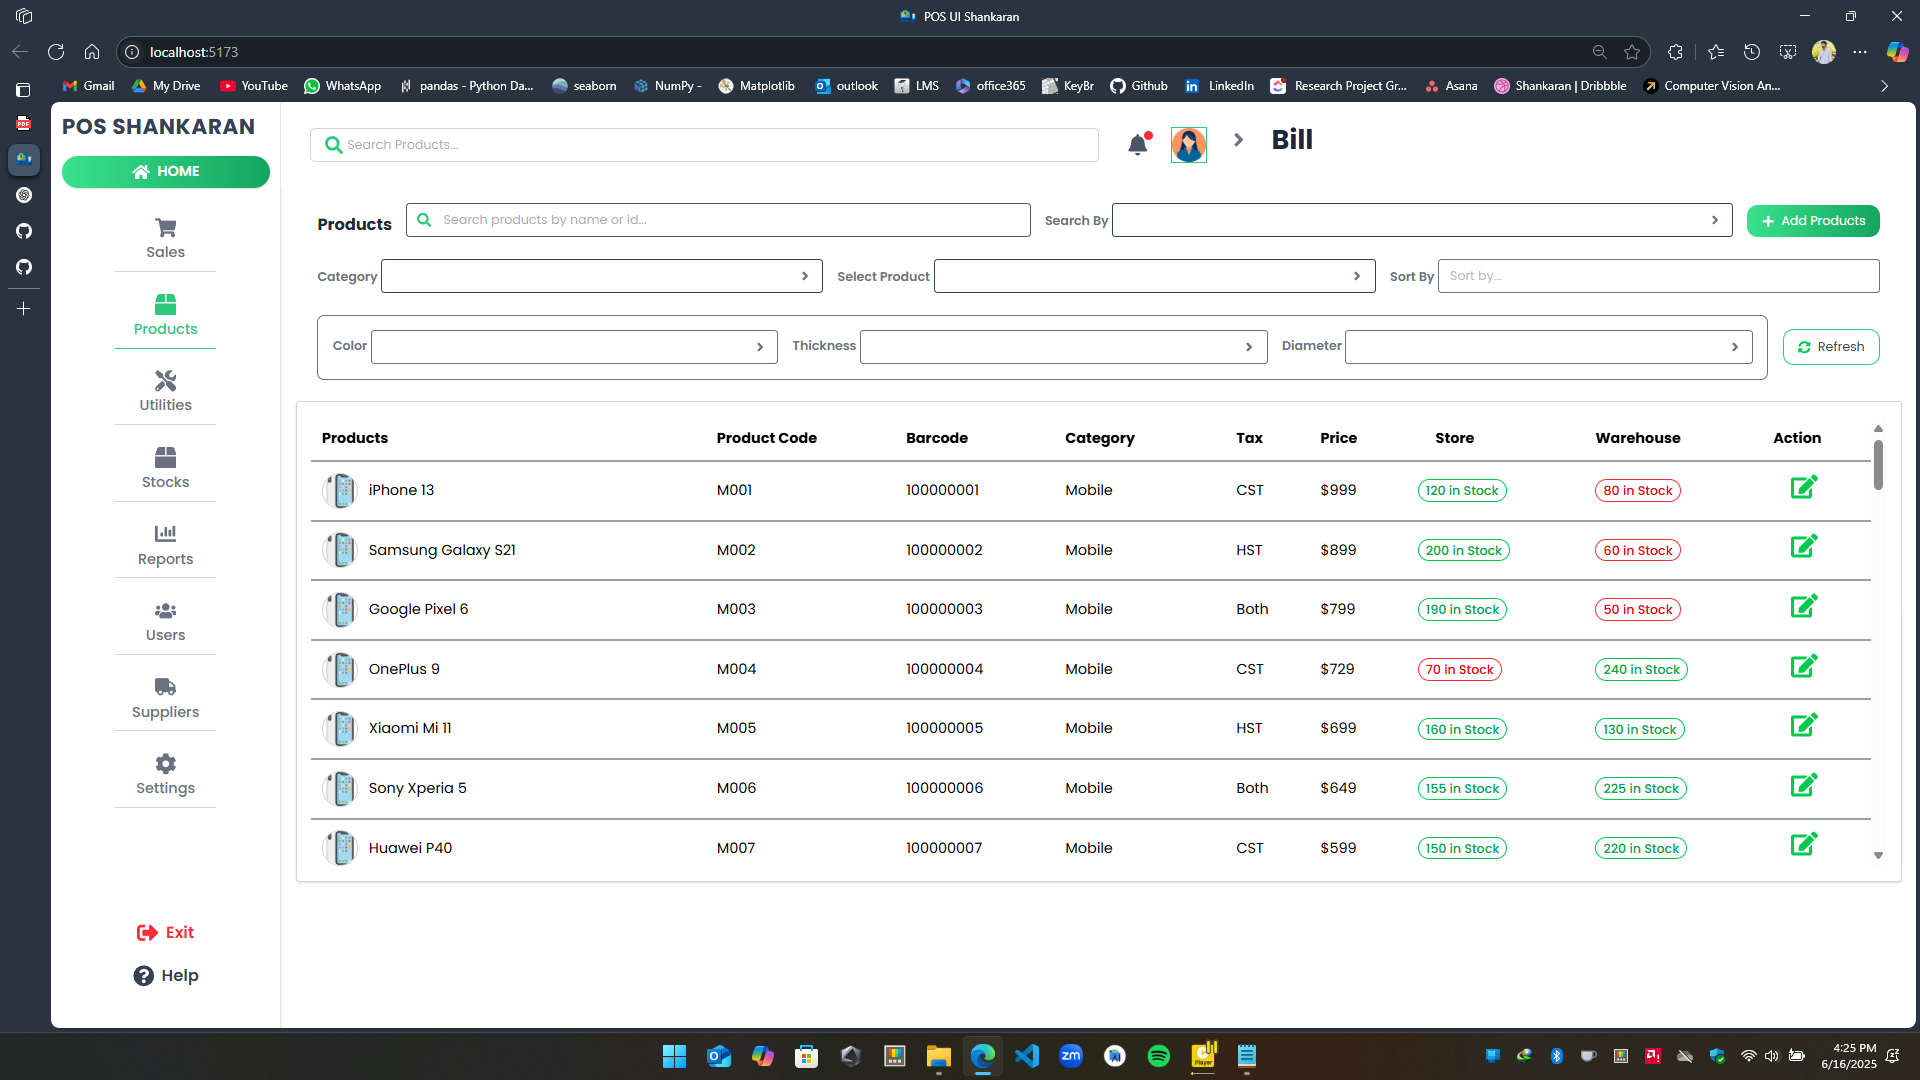 POS UI Shankaran
localhost:5173
Gmail My Drive YouTube WhatsApp pandas - Python Da... seaborn NumPy - Matplotlib outlook LMS office365 KeyBr Github LinkedIn Research Project Gr... Asana Shankaran | Dribbble Computer Vision An...
POS SHANKARAN
HOME
Sales
Products
Utilities
Stocks
Reports
Users
Suppliers
Settings
Exit
Help
Search Products... Bill
Products Search products by name or id... Search By + Add Products
Category Select Product Sort By Sort by...
Color Thickness Diameter Refresh
Products Product Code Barcode Category Tax Price Store Warehouse Action
iPhone 13 M001 100000001 Mobile CST $999 120 in Stock 80 in Stock
Samsung Galaxy S21 M002 100000002 Mobile HST $899 200 in Stock 60 in Stock
Google Pixel 6 M003 100000003 Mobile Both $799 190 in Stock 50 in Stock
OnePlus 9 M004 100000004 Mobile CST $729 70 in Stock 240 in Stock
Xiaomi Mi 11 M005 100000005 Mobile HST $699 160 in Stock 130 in Stock
Sony Xperia 5 M006 100000006 Mobile Both $649 155 in Stock 225 in Stock
Huawei P40 M007 100000007 Mobile CST $599 150 in Stock 220 in Stock
PDF
zm
Player
4:25 PM
6/16/2025